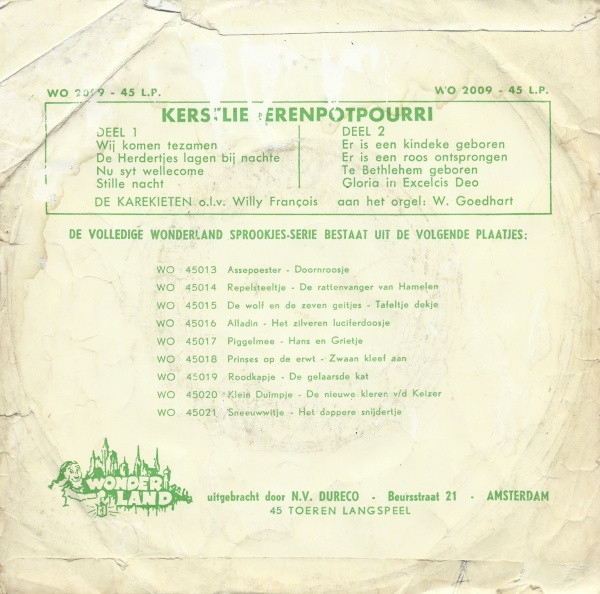 WO 2009 - 45 L.P.
WO 2009 - 45 L.P.
KERSTLIEDERENPOTPOURRI
DEEL 1
Wij komen tezamen
De Herdertjes lagen bij nachte
Nu syt wellecome
Stille nacht
DEEL 2
Er is een kindeke geboren
Er is een roos ontsprongen
Te Bethlehem geboren
Gloria in Excelcis Deo
DE KAREKIETEN o.l.v. Willy François aan het orgel: W. Goedhart
DE VOLLEDIGE WONDERLAND SPROOKJES-SERIE BESTAAT UIT DE VOLGENDE PLAATJES:
WO 45013 Assepoester - Doornroosje
WO 45014 Repelsteeltje - De rattenvanger van Hamelen
WO 45015 De wolf en de zeven geitjes - Tafeltje dekje
WO 45016 Alladin - Het zilveren luciferdoosje
WO 45017 Piggelmee - Hans en Grietje
WO 45018 Prinses op de erwt - Zwaan kleef aan
WO 45019 Roodkapje - De gelaarsde kat
WO 45020 Klein Duimpje - De nieuwe kleren v/d Keizer
WO 45021 Sneeuwwitje - Het dappere snijdertje
WONDER
LAND
uitgebracht door N.V. DURECO - Beursstraat 21 - AMSTERDAM
45 TOEREN LANGSPEEL